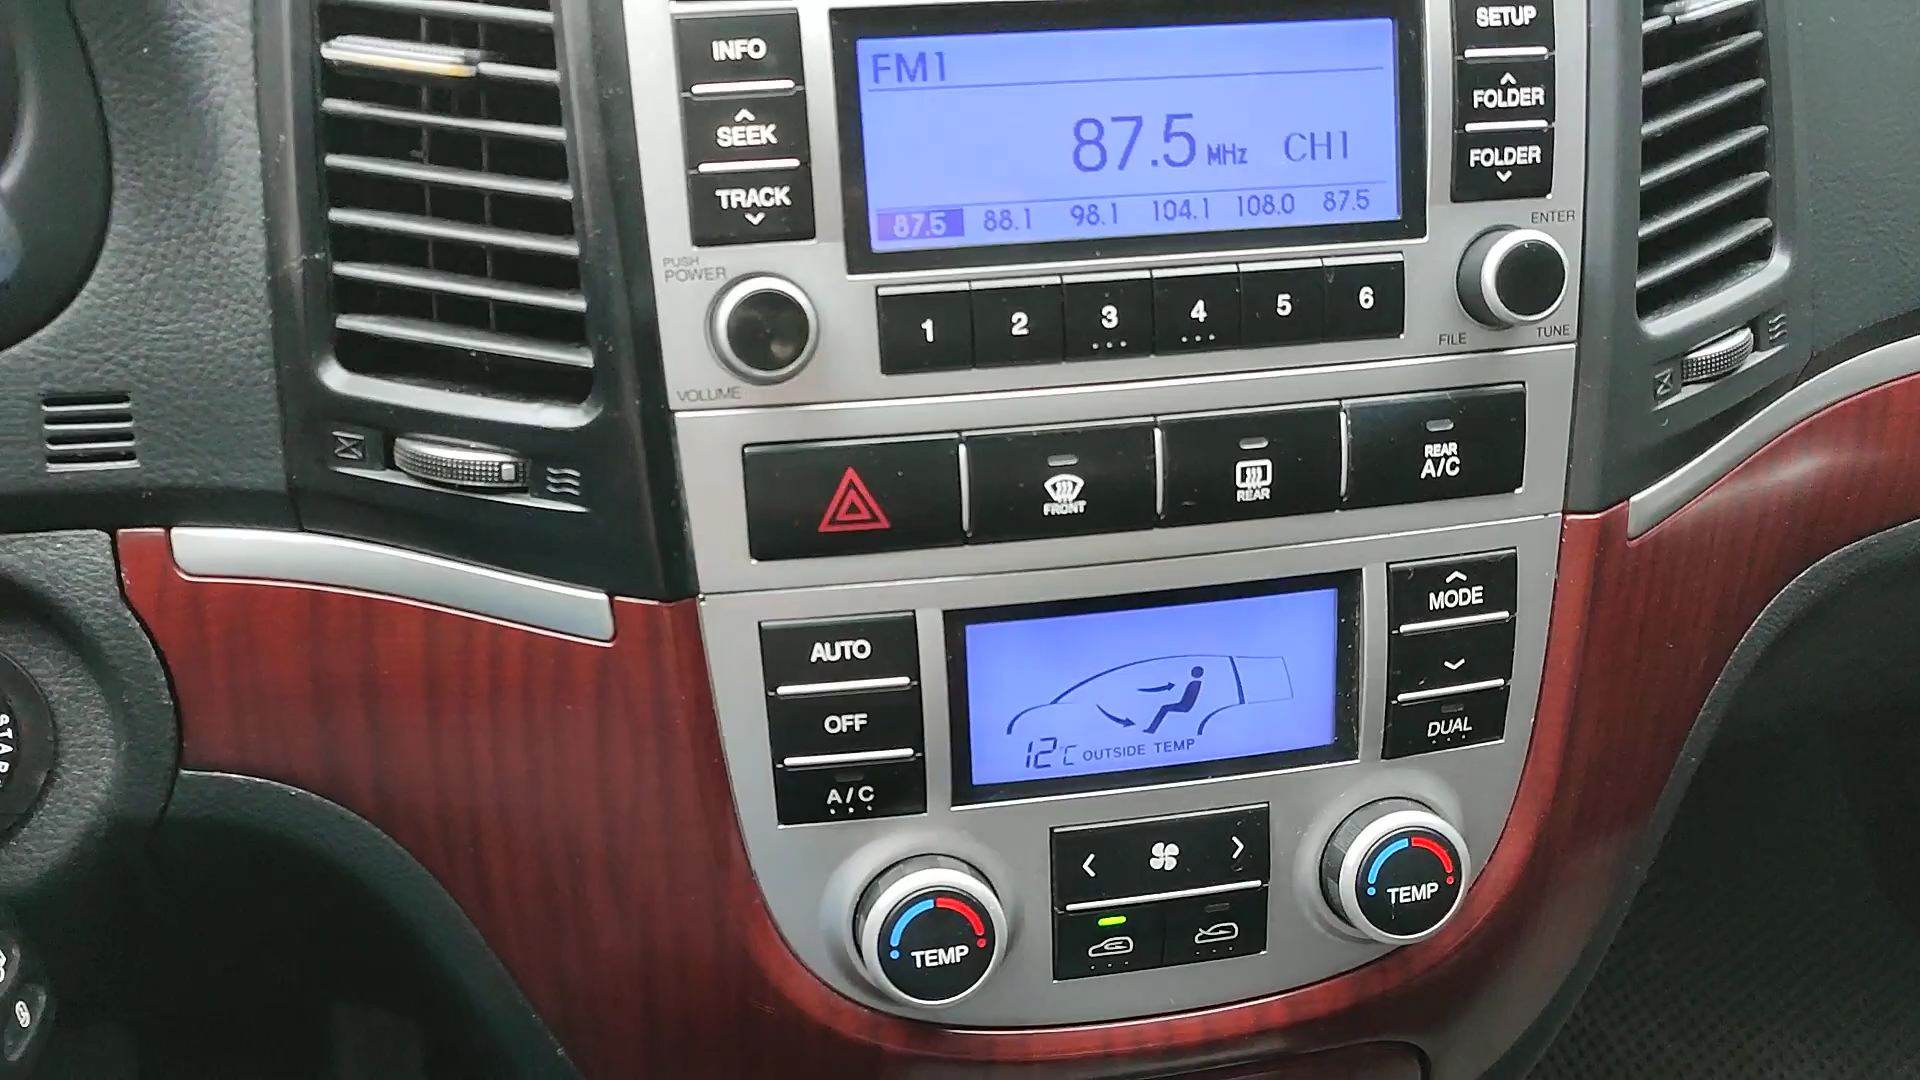 INFO
SEEK
TRACK
PUSH
POWER
VOLUME
FM1
87.5 MHz CH1
87.5 88.1 98.1 104.1 108.0 87.5
1 2 3 4 5 6
SETUP
FOLDER
FOLDER
ENTER
FILE TUNE
FRONT
REAR
REAR
A/C
AUTO
OFF
A/C
12°C OUTSIDE TEMP
MODE
DUAL
TEMP
TEMP